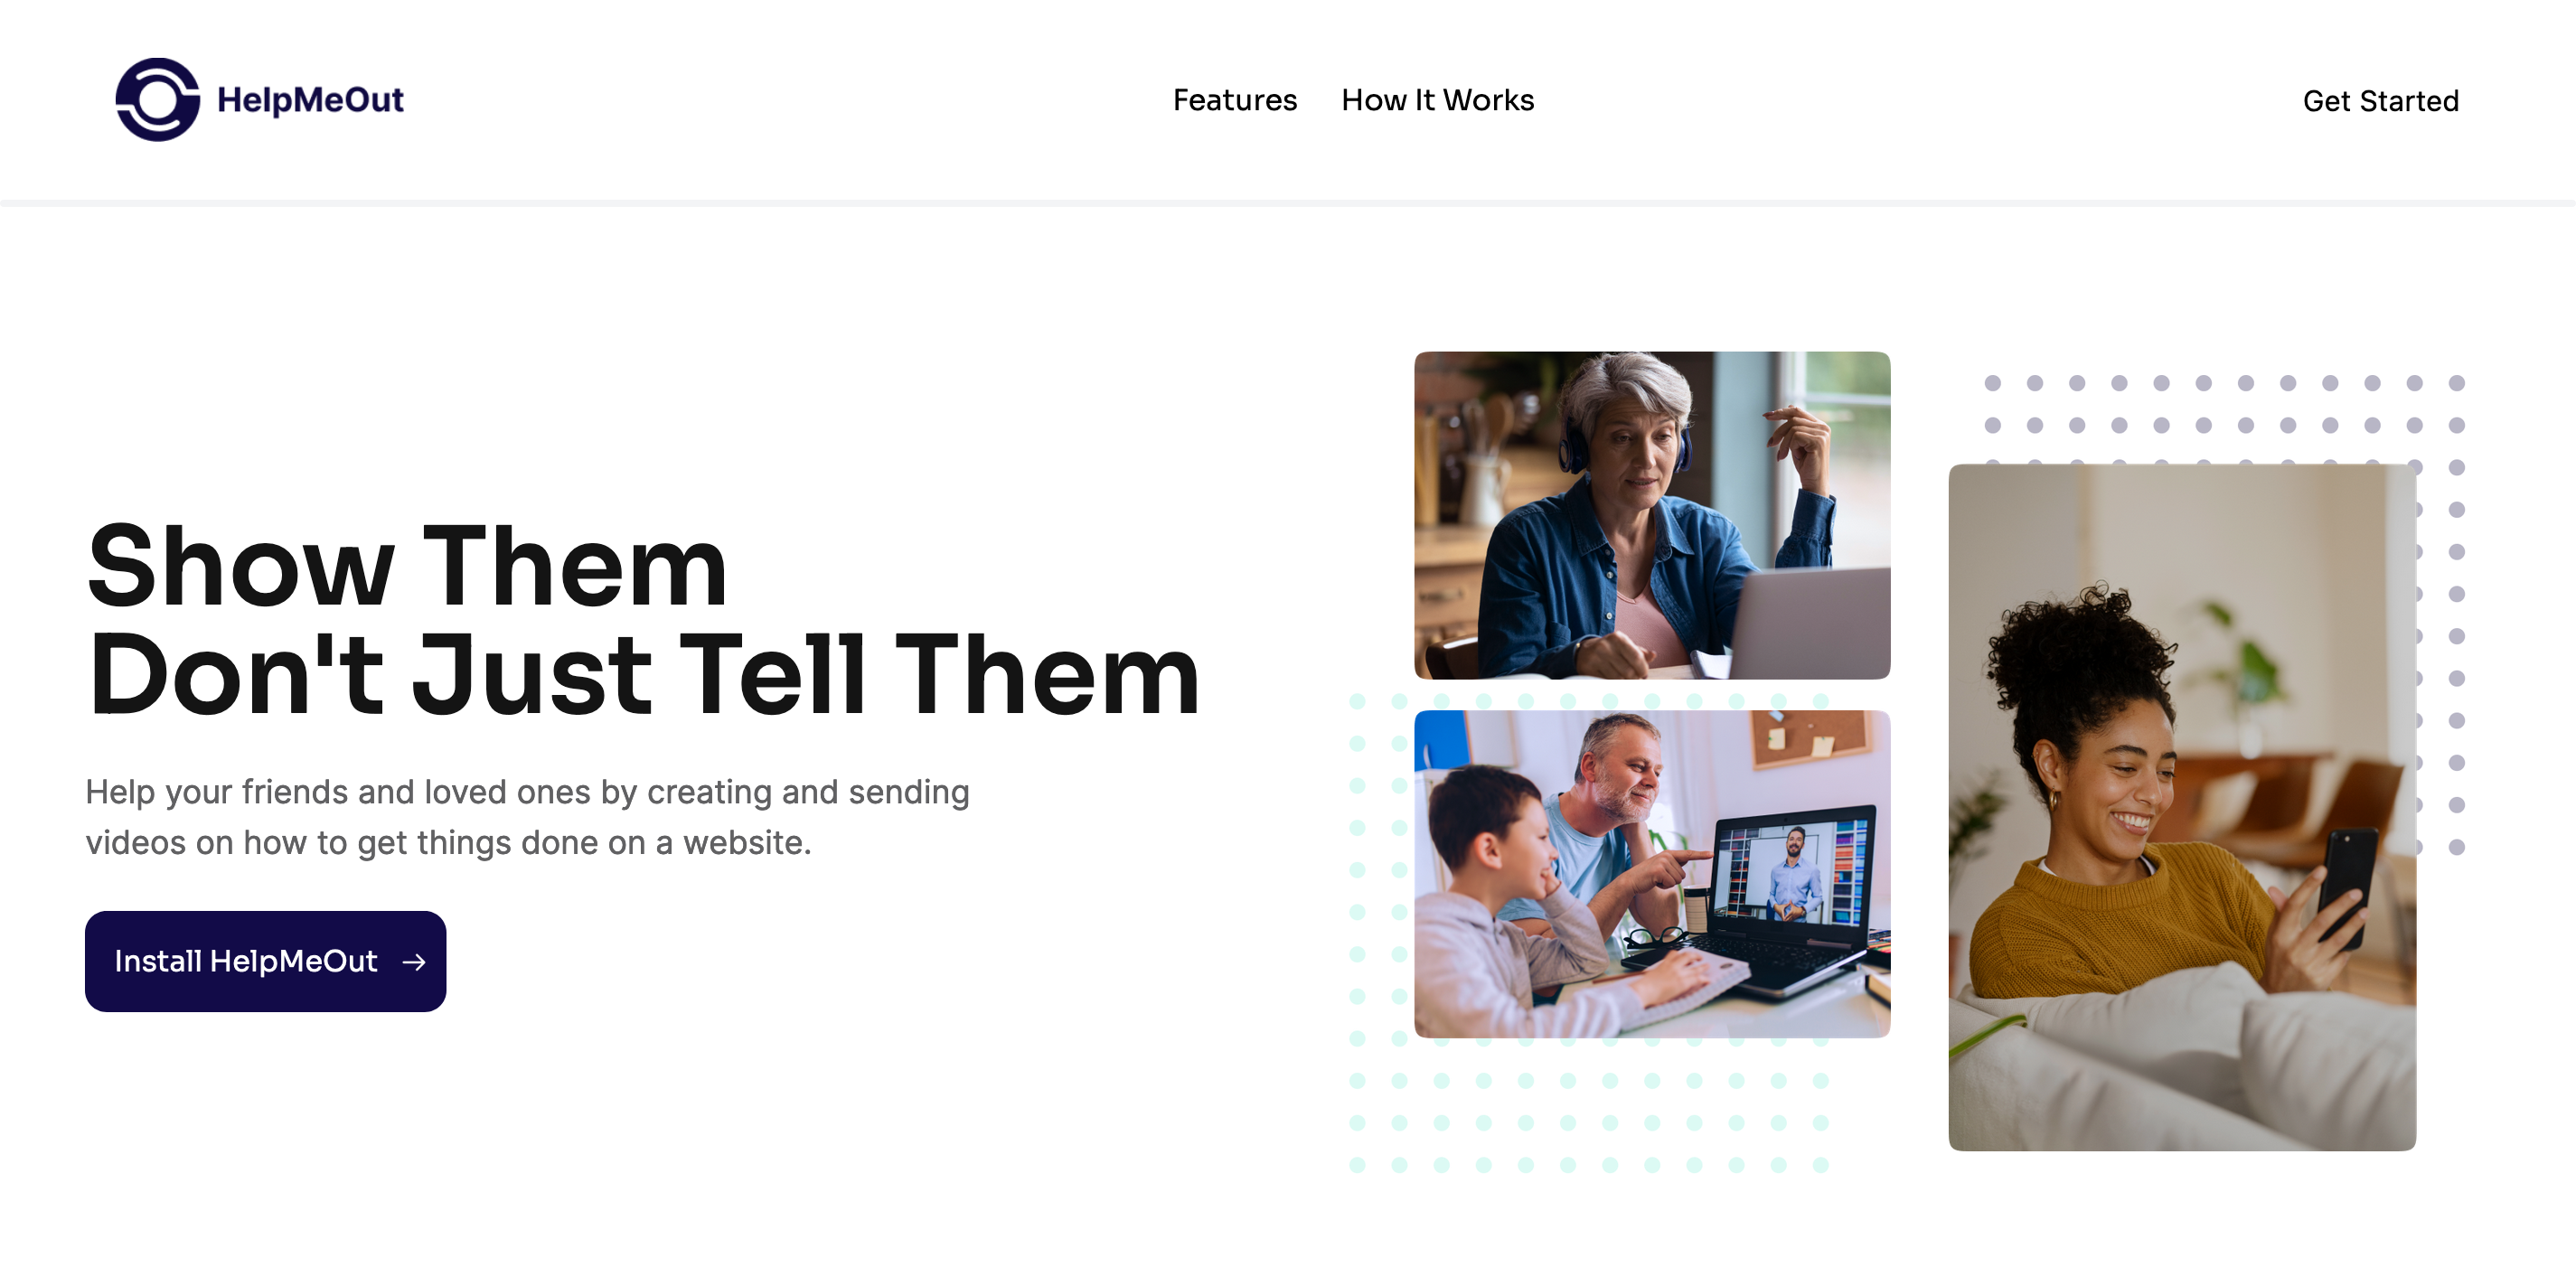 HelpMeOut
Features
How It Works
Get Started
Show Them
Don't Just Tell Them
Help your friends and loved ones by creating and sending
videos on how to get things done on a website.
Install HelpMeOut →